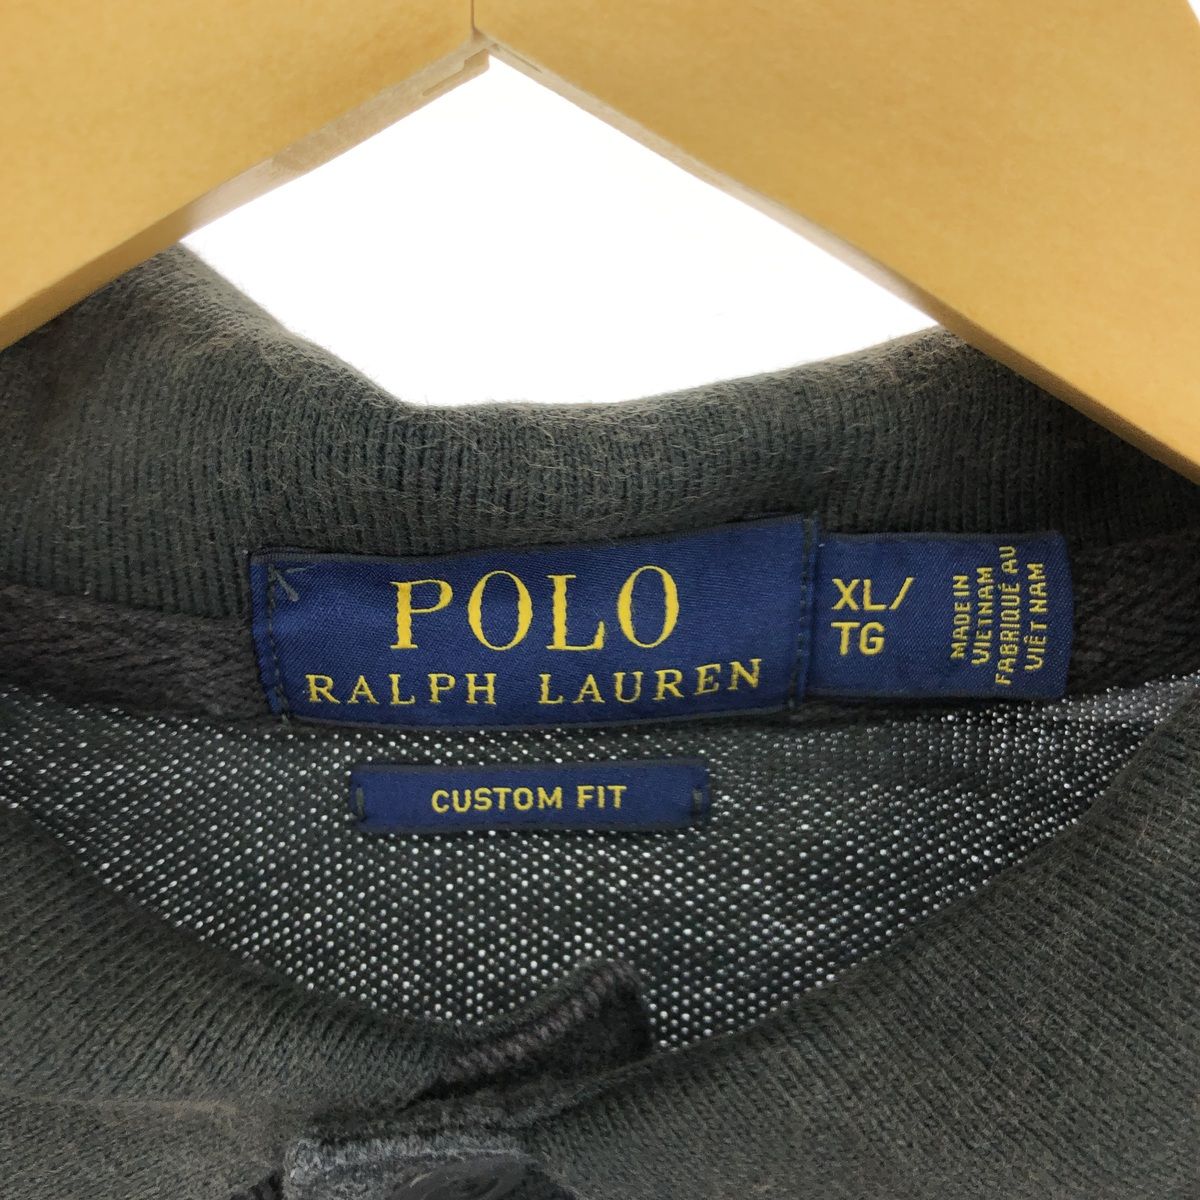 POLO
RALPH LAUREN
XL/
TG
MADE IN
VIETNAM
FABRIQUÉ AU
VIÊT NAM
CUSTOM FIT